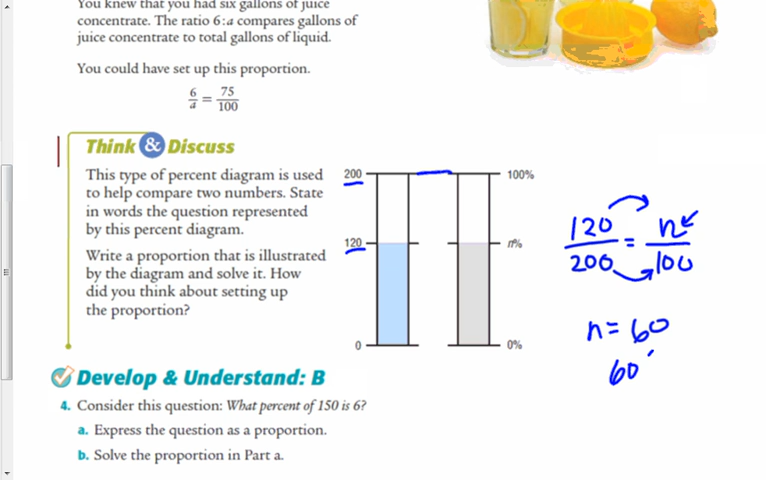 You knew that you had six gallons of juice
concentrate. The ratio 6:a compares gallons of
juice concentrate to total gallons of liquid.
You could have set up this proportion.
6/a = 75/100
Think & Discuss
This type of percent diagram is used
to help compare two numbers. State
in words the question represented
by this percent diagram.
Write a proportion that is illustrated
by the diagram and solve it. How
did you think about setting up
the proportion?
200 100%
120 n%
0 0%
120/200 = n/100
n = 60
60
Develop & Understand: B
4. Consider this question: What percent of 150 is 6?
a. Express the question as a proportion.
b. Solve the proportion in Part a.